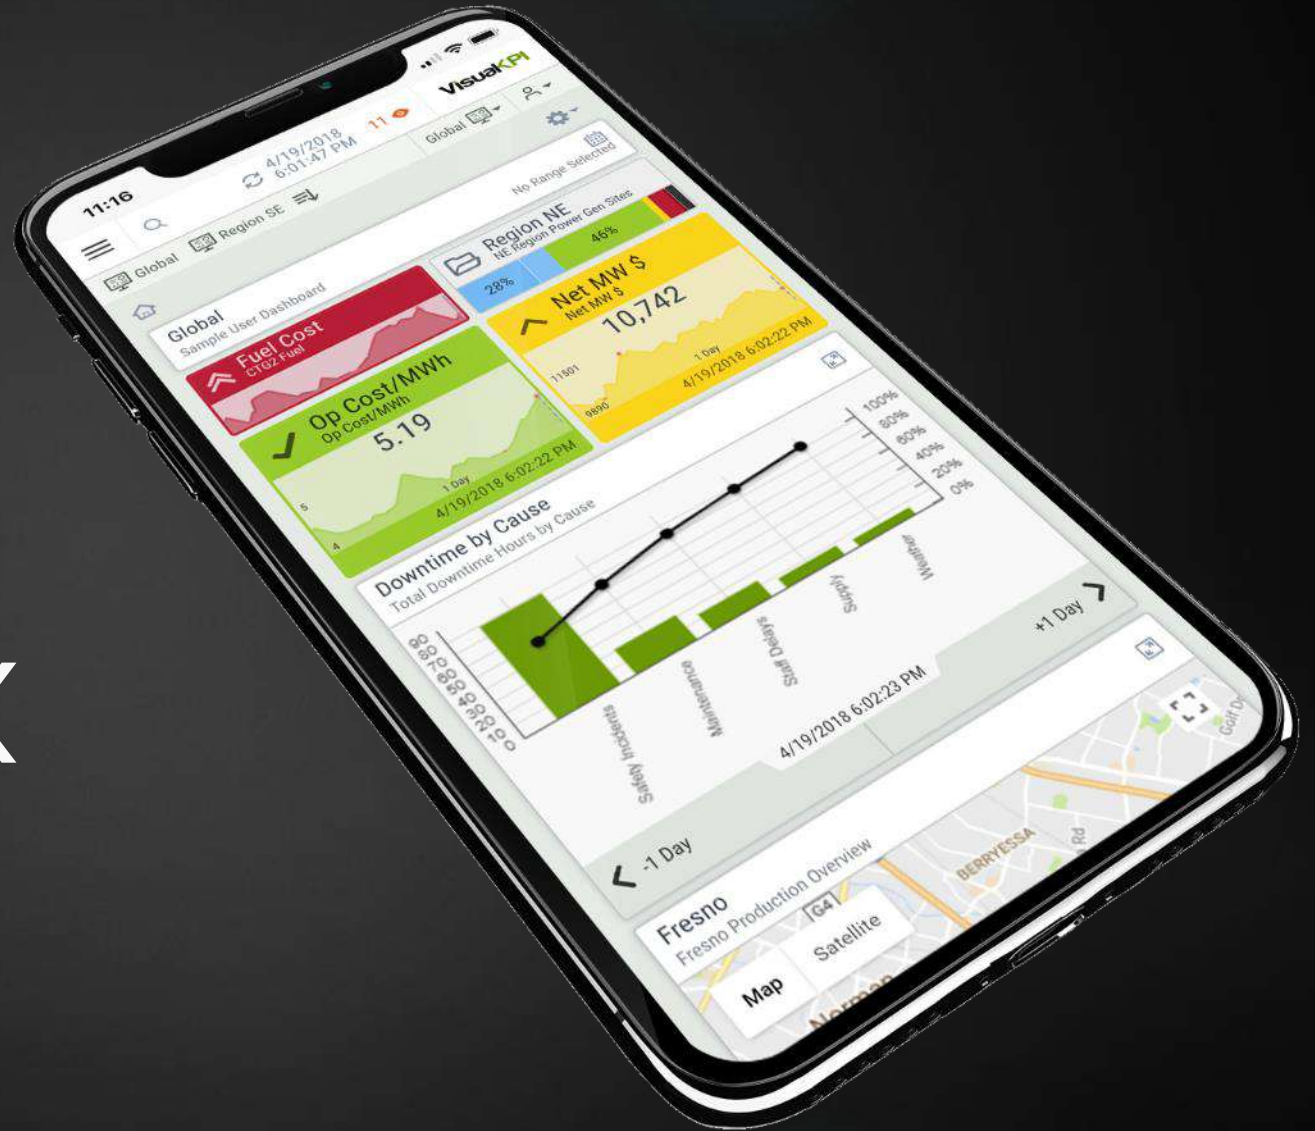 11:16
4/19/2018
6:01:47 PM
11
VisualKPI
Global
Global
Region SE
Global
Sample User Dashboard
No Range Selected
Fuel Cost
CTG2 Fuel
Region NE
NE Region Power Gen Sites
28%
46%
Op Cost/MWh
Op Cost/MWh
5.19
5
4
1 Day
4/19/2018 6:02:22 PM
Net MW $
Net MW $
10,742
11501
9890
1 Day
4/19/2018 6:02:22 PM
Downtime by Cause
Total Downtime Hours by Cause
90
80
70
60
50
40
30
20
10
0
100%
80%
60%
40%
20%
0%
Safety Incidents
Maintenance
Staff Delays
Supply
Weather
-1 Day
4/19/2018 6:02:23 PM
+1 Day
Fresno
Fresno Production Overview
Map
Satellite
G4
BERRYESSA
Rd
Golf Dr
Norman
X